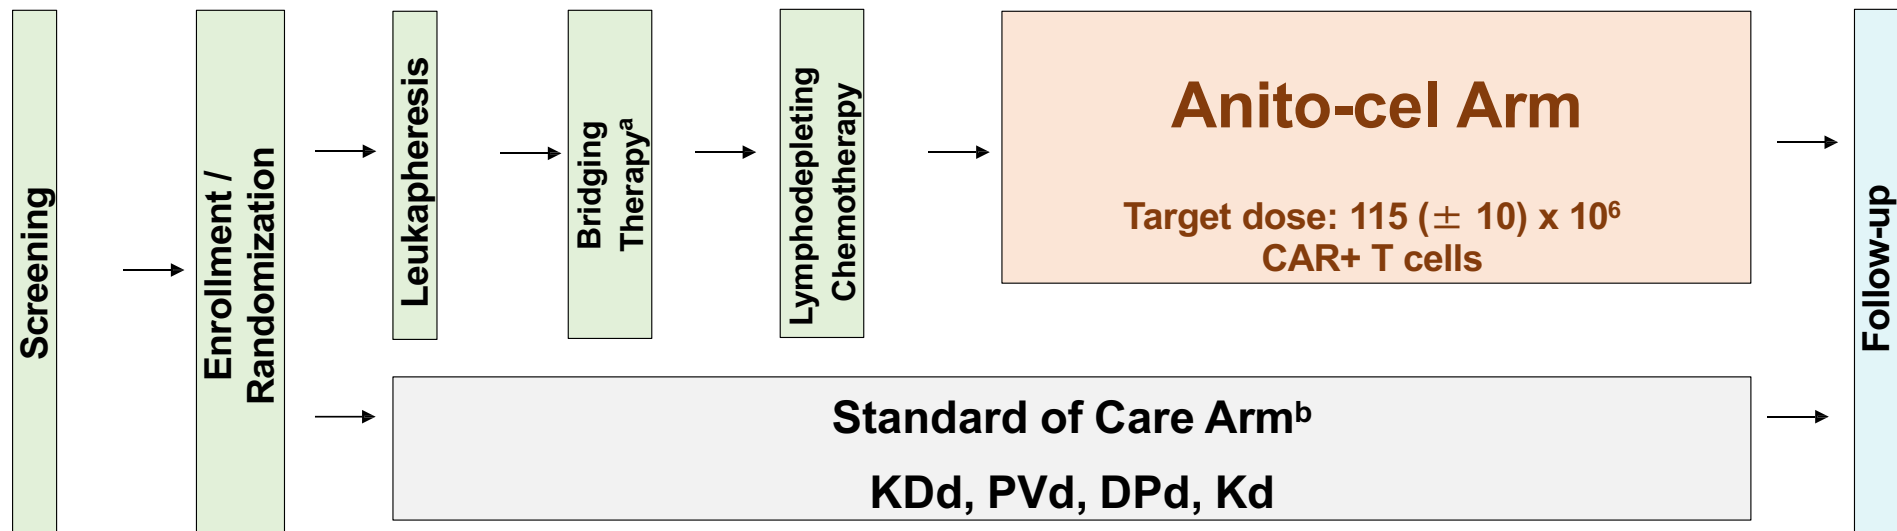 Screening
Enrollment /
Randomization
Leukapheresis
Bridging
Therapyᵃ
Lymphodepleting
Chemotherapy
Anito-cel Arm
Target dose: 115 (± 10) x 10⁶
CAR+ T cells
Standard of Care Armᵇ
KDd, PVd, DPd, Kd
Follow-up